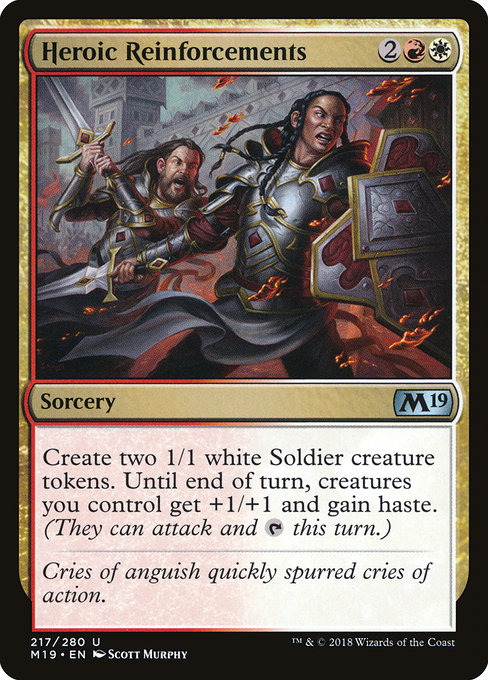 Heroic Reinforcements 2
Sorcery M19
Create two 1/1 white Soldier creature
tokens. Until end of turn, creatures
you control get +1/+1 and gain haste.
(They can attack and this turn.)
Cries of anguish quickly spurred cries of
action.
217/280 U ™ & © 2018 Wizards of the Coast
M19 • EN Scott Murphy